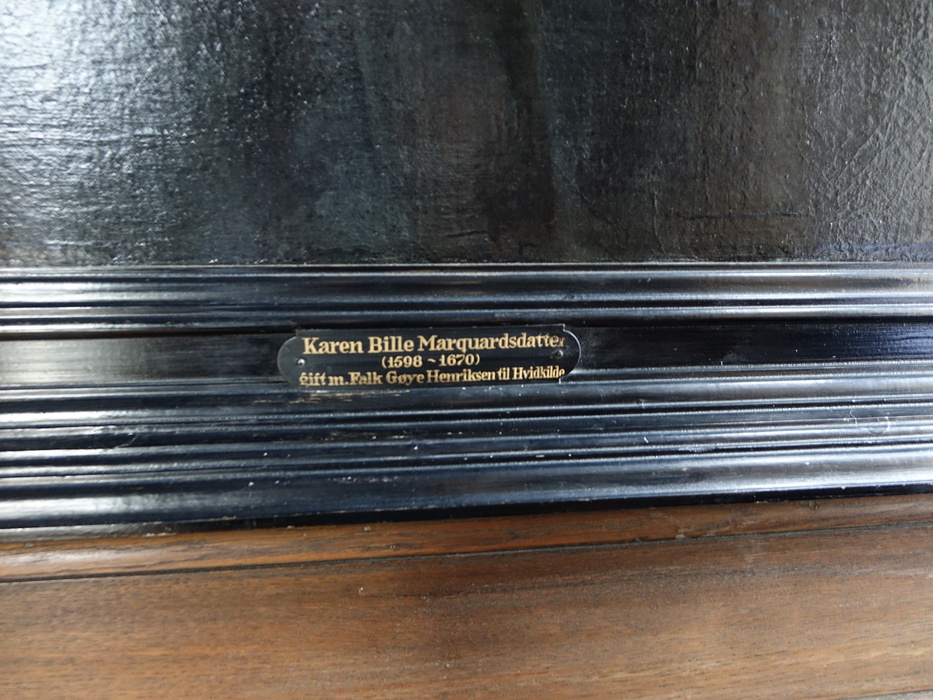 Karen Bille Marquardsdatter
(1598 ~ 1670)
gift m. Falk Gøye Henriksen til Hvidkilde